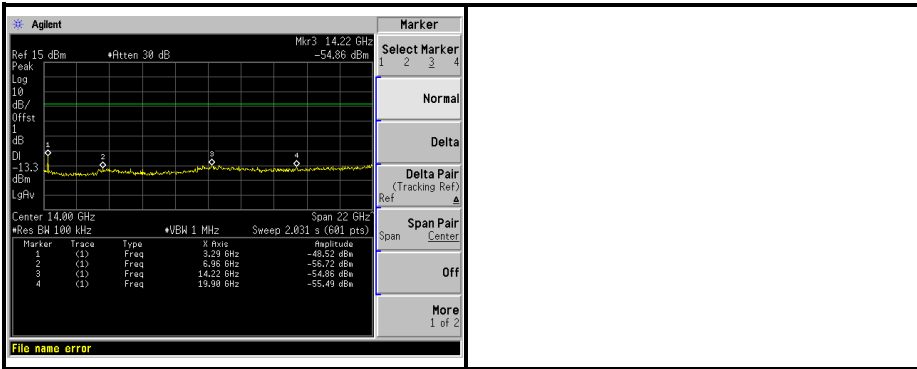 Agilent
Marker
Mkr3 14.22 GHz
Ref 15 dBm #Atten 30 dB -54.86 dBm
Peak
Log
10
dB/
Offst
1
dB
DI
-13.3
dBm
LgAv
1
2
3
4
Center 14.00 GHz Span 22 GHz^
#Res BW 100 kHz #VBW 1 MHz Sweep 2.031 s (601 pts)
Marker Trace Type X Axis Amplitude
1 (1) Freq 3.29 GHz -48.52 dBm
2 (1) Freq 6.96 GHz -56.72 dBm
3 (1) Freq 14.22 GHz -54.86 dBm
4 (1) Freq 19.90 GHz -55.49 dBm
File name error
Select Marker
1 2 3 4
Normal
Delta
Delta Pair
(Tracking Ref)
Ref Δ
Span Pair
Span Center
Off
More
1 of 2